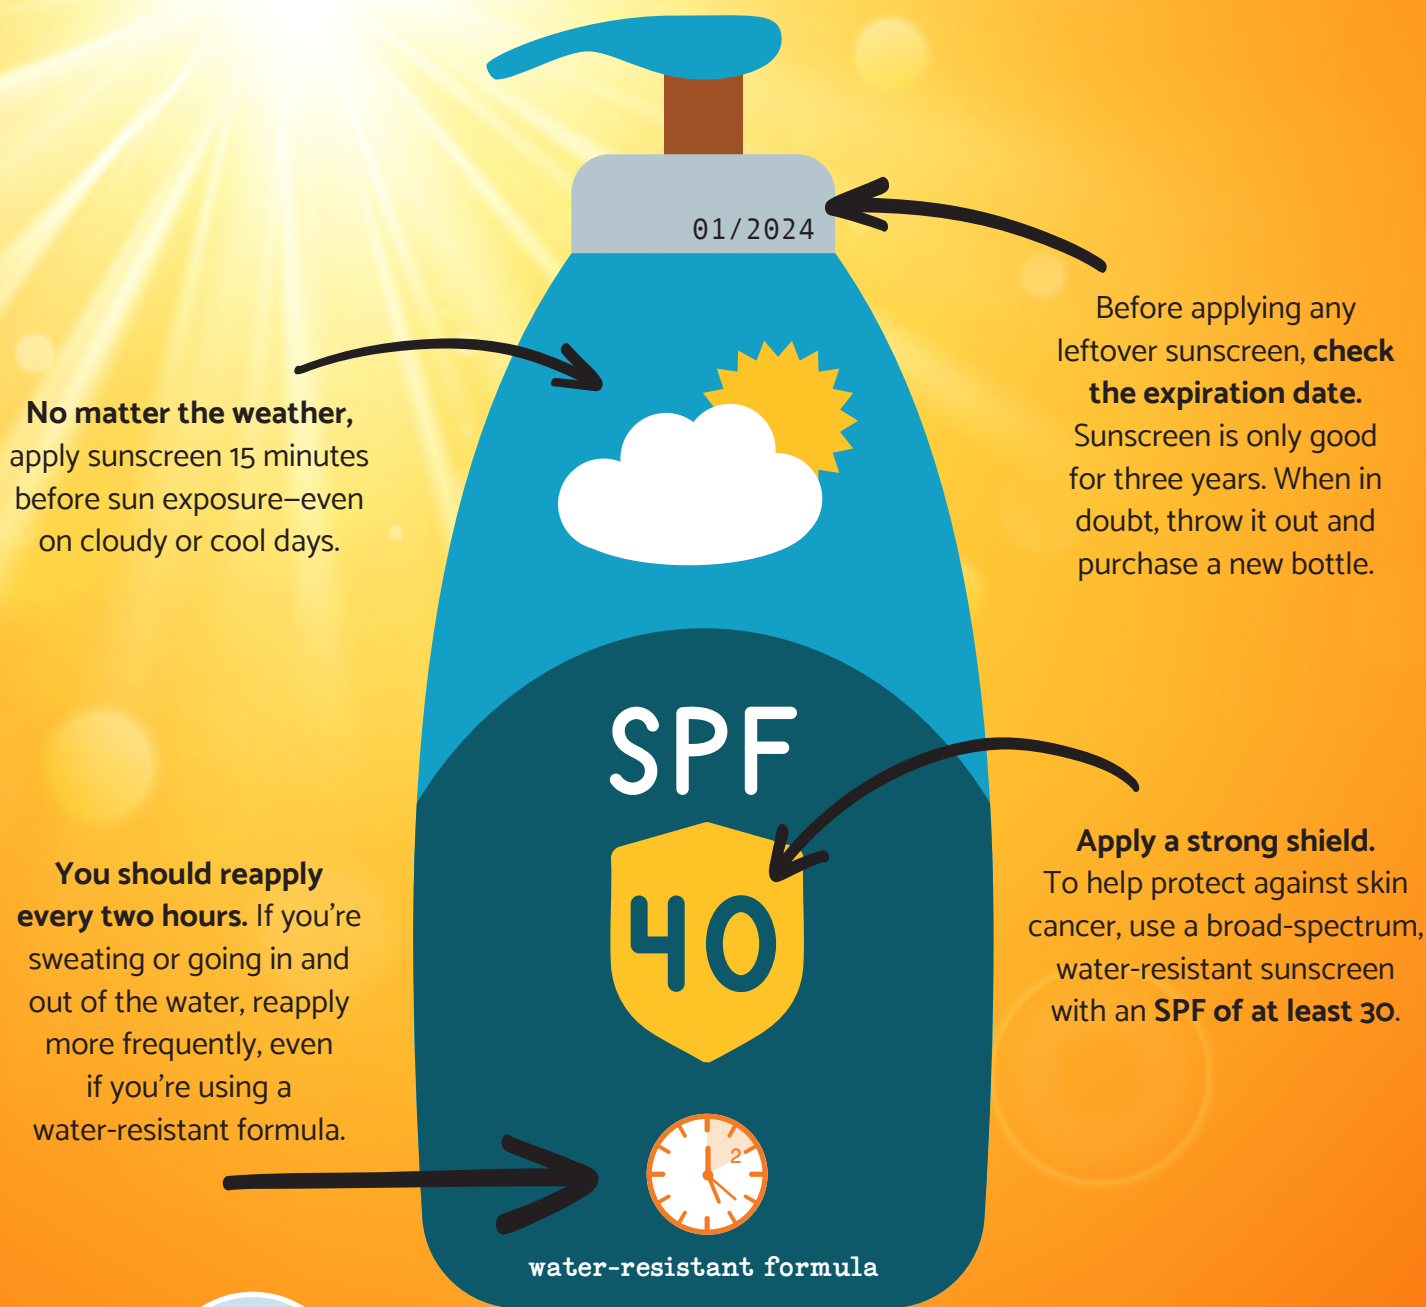 01/2024
Before applying any
leftover sunscreen, check
the expiration date.
Sunscreen is only good
for three years. When in
doubt, throw it out and
purchase a new bottle.
No matter the weather,
apply sunscreen 15 minutes
before sun exposure–even
on cloudy or cool days.
SPF
40
Apply a strong shield.
To help protect against skin
cancer, use a broad-spectrum,
water-resistant sunscreen
with an SPF of at least 30.
You should reapply
every two hours. If you’re
sweating or going in and
out of the water, reapply
more frequently, even
if you’re using a
water-resistant formula.
2
water-resistant formula